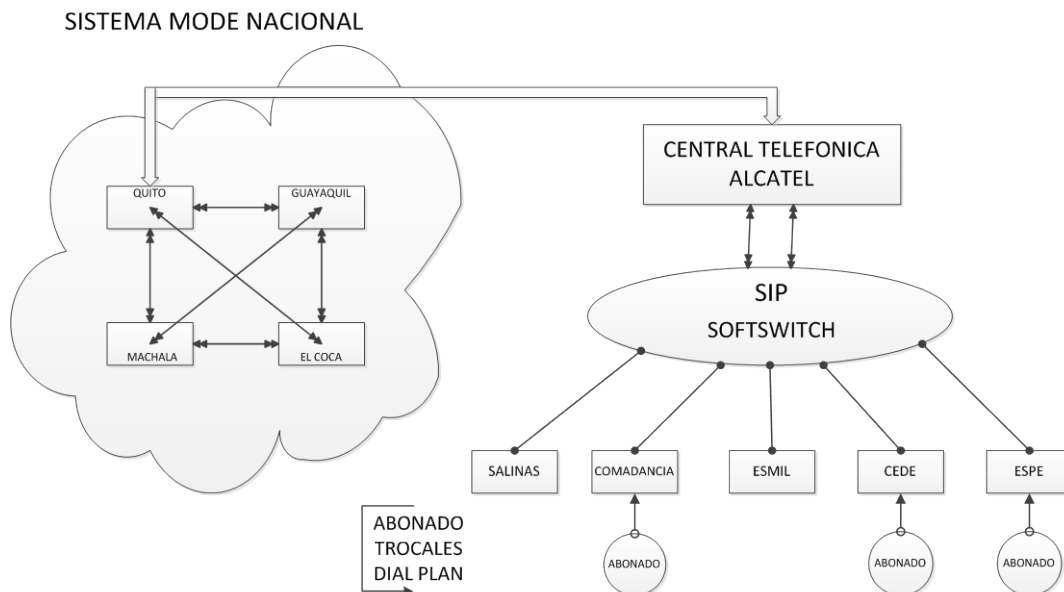 SISTEMA MODE NACIONAL
CENTRAL TELEFONICA
ALCATEL
QUITO
GUAYAQUIL
MACHALA
EL COCA
SIP
SOFTSWITCH
SALINAS
COMADANCIA
ESMIL
CEDE
ESPE
ABONADO
TROCALES
DIAL PLAN
ABONADO
ABONADO
ABONADO